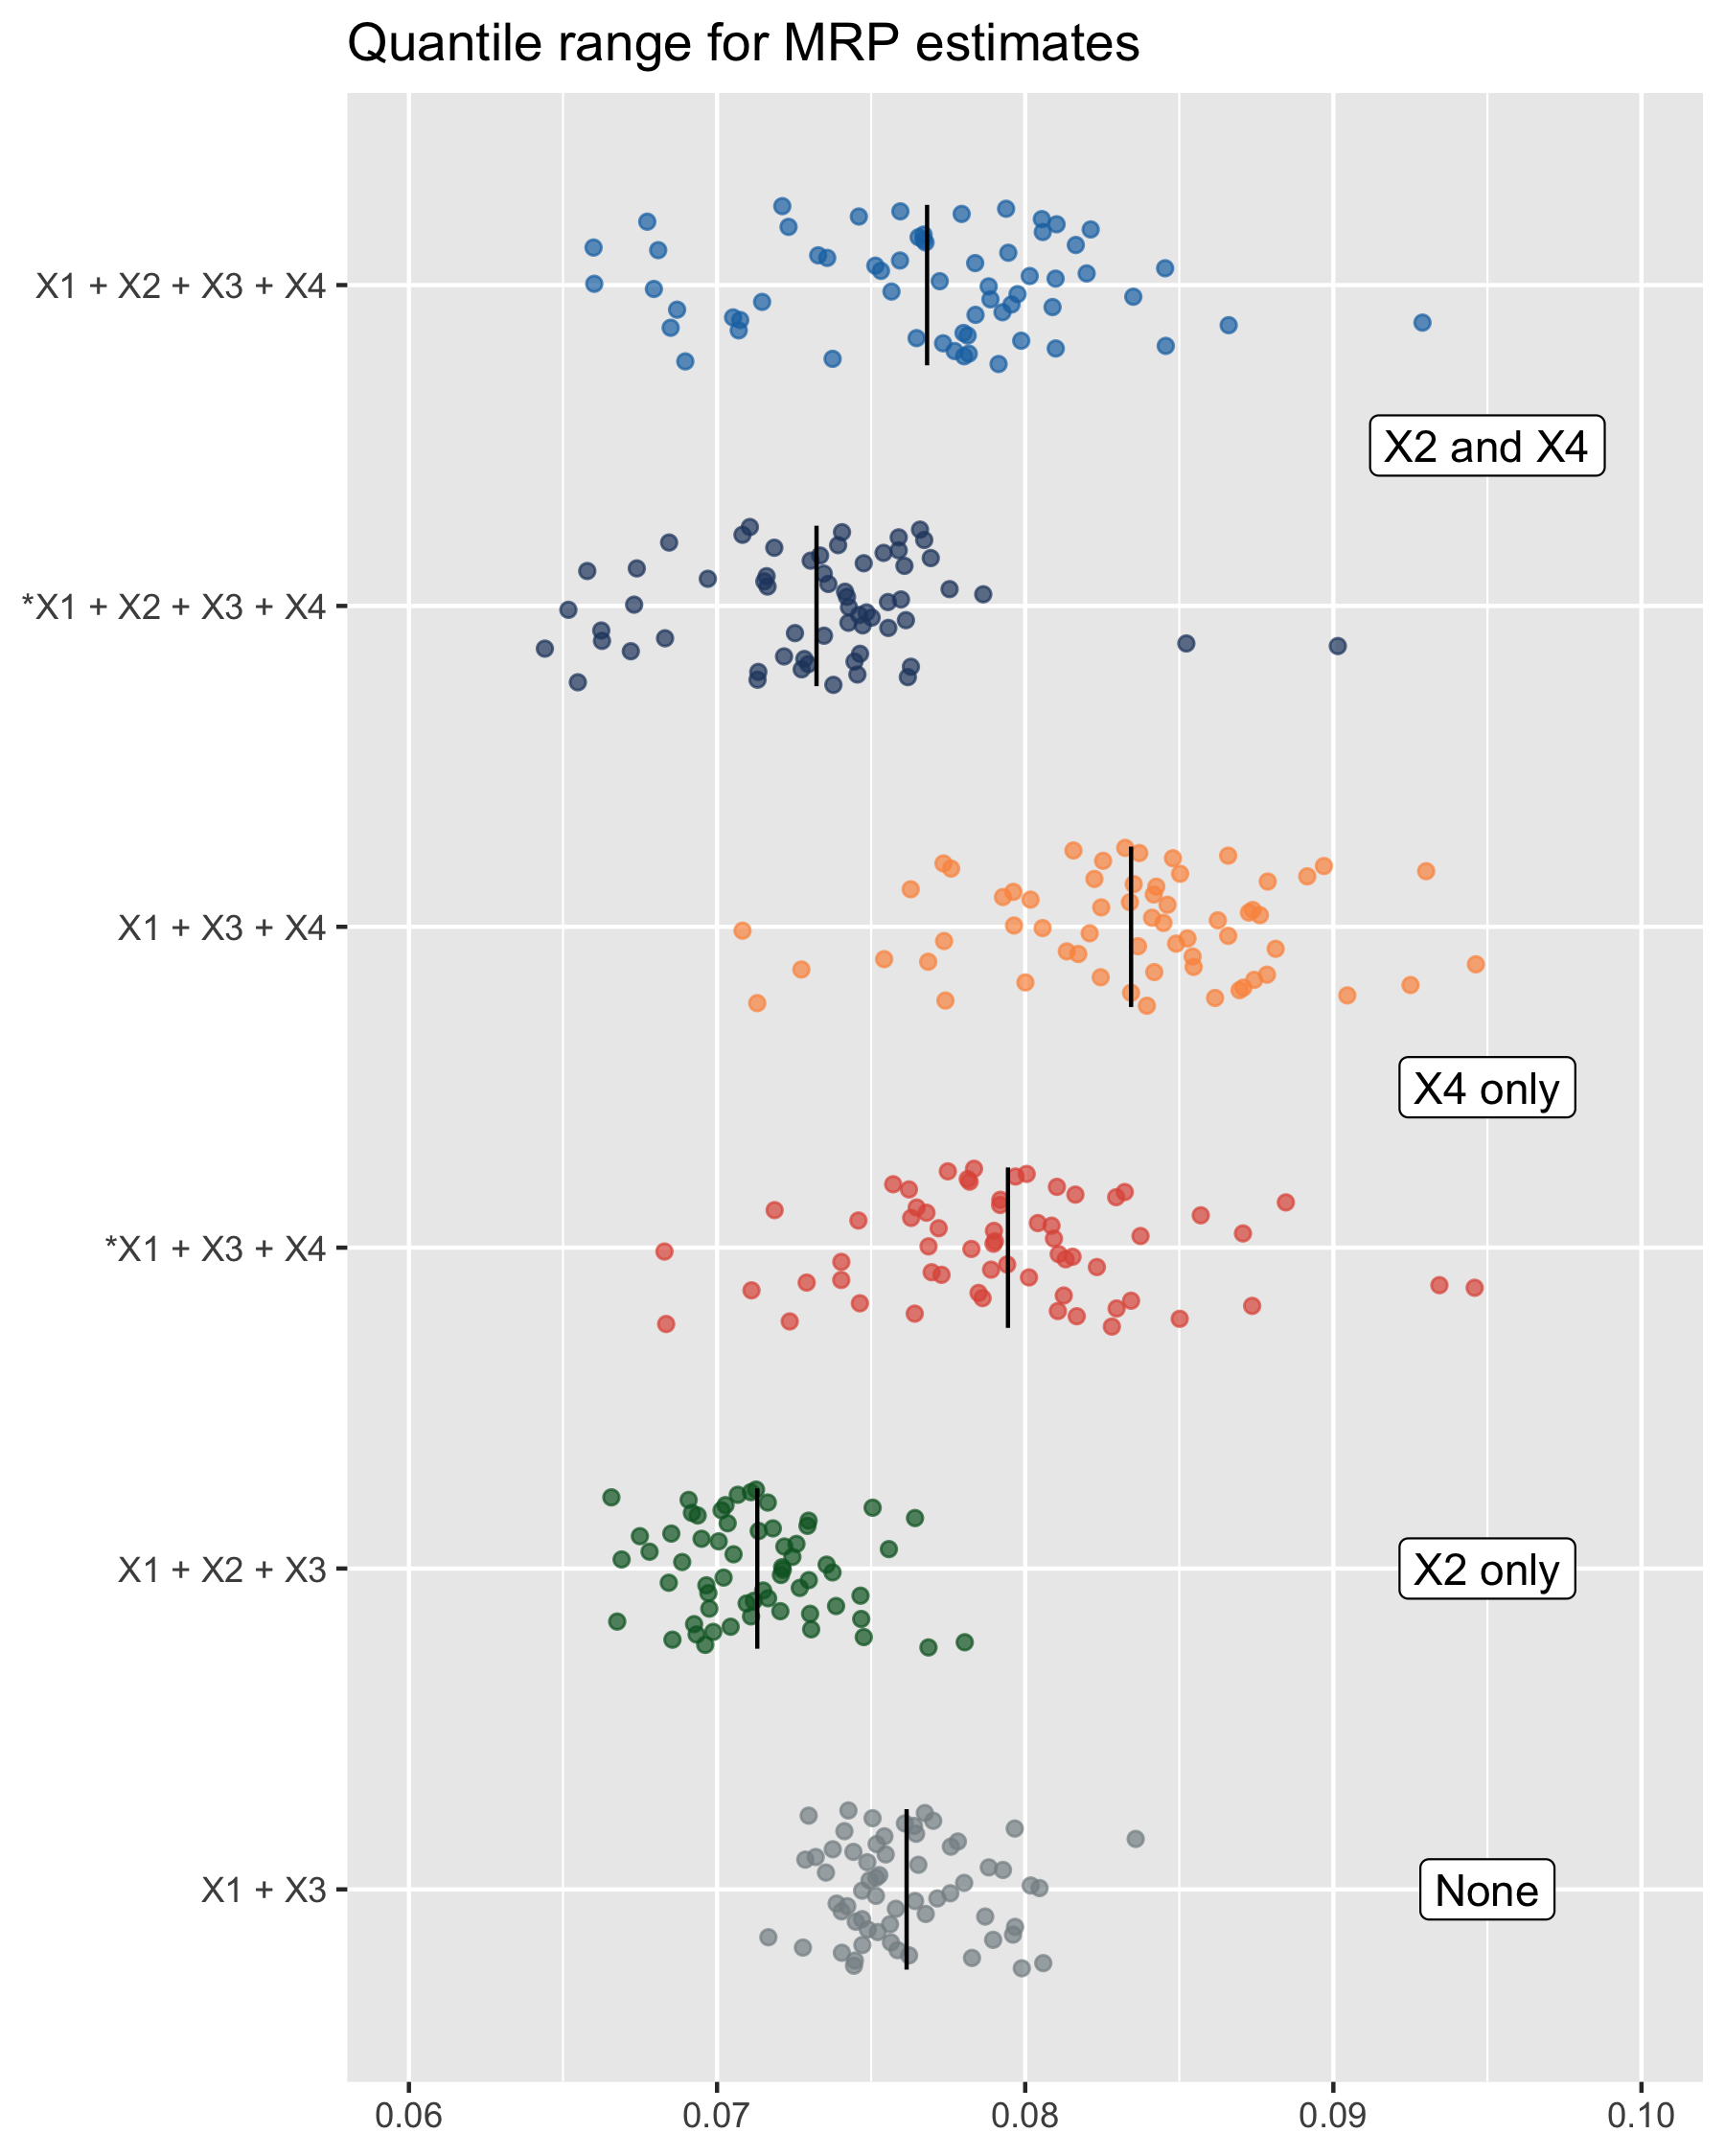 Quantile range for MRP estimates
X1 + X2 + X3 + X4
X2 and X4
*X1 + X2 + X3 + X4
X1 + X3 + X4
X4 only
*X1 + X3 + X4
X1 + X2 + X3
X2 only
X1 + X3
None
0.06 0.07 0.08 0.09 0.10